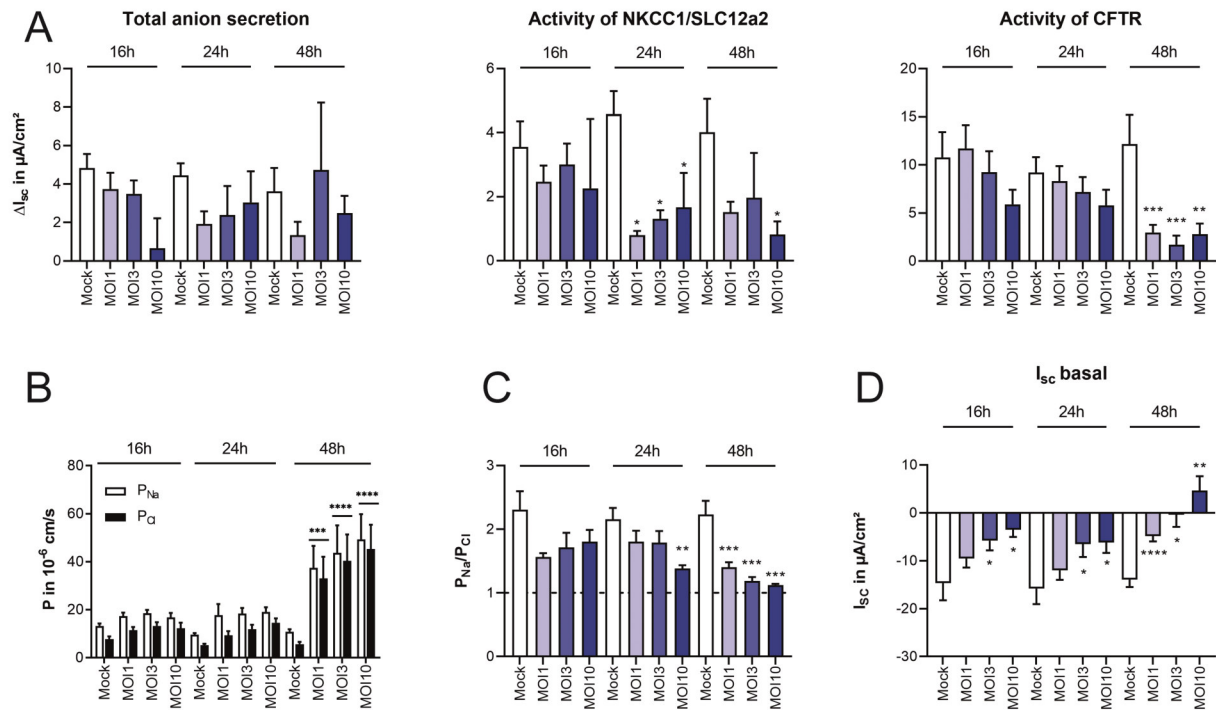 A
Total anion secretion
16h 24h 48h
ΔIsc in µA/cm²
10
8
6
4
2
0
Mock MOI1 MOI3 MOI10 Mock MOI1 MOI3 MOI10 Mock MOI1 MOI3 MOI10
Activity of NKCC1/SLC12a2
16h 24h 48h
6
4
2
0
* * * *
Mock MOI1 MOI3 MOI10 Mock MOI1 MOI3 MOI10 Mock MOI1 MOI3 MOI10
Activity of CFTR
16h 24h 48h
20
15
10
5
0
*** *** **
Mock MOI1 MOI3 MOI10 Mock MOI1 MOI3 MOI10 Mock MOI1 MOI3 MOI10
B
16h 24h 48h
P in 10-6 cm/s
80
60
40
20
0
PNa
PCl
*** **** ****
Mock MOI1 MOI3 MOI10 Mock MOI1 MOI3 MOI10 Mock MOI1 MOI3 MOI10
C
16h 24h 48h
PNa/PCl
3
2
1
0
** *** *** ***
Mock MOI1 MOI3 MOI10 Mock MOI1 MOI3 MOI10 Mock MOI1 MOI3 MOI10
D
Isc basal
16h 24h 48h
ISC in µA/cm²
10
0
-10
-20
-30
* * * * **** * **
Mock MOI1 MOI3 MOI10 Mock MOI1 MOI3 MOI10 Mock MOI1 MOI3 MOI10